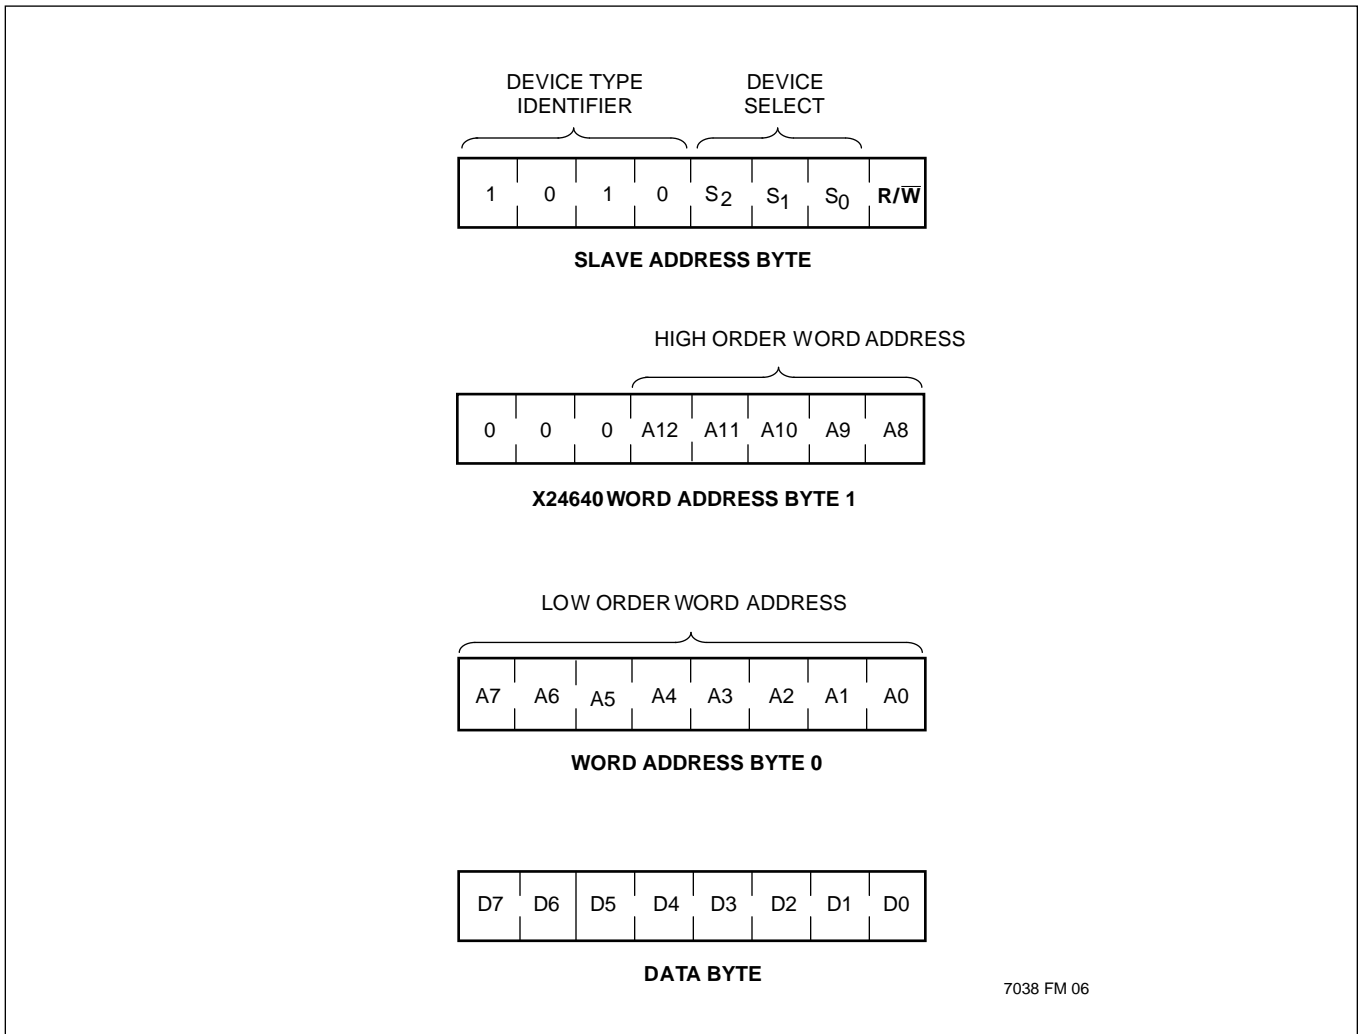 DEVICE TYPE IDENTIFIER
DEVICE SELECT
1 0 1 0 S2 S1 S0 R/W̅
SLAVE ADDRESS BYTE
HIGH ORDER WORD ADDRESS
0 0 0 A12 A11 A10 A9 A8
X24640 WORD ADDRESS BYTE 1
LOW ORDER WORD ADDRESS
A7 A6 A5 A4 A3 A2 A1 A0
WORD ADDRESS BYTE 0
D7 D6 D5 D4 D3 D2 D1 D0
DATA BYTE
7038 FM 06